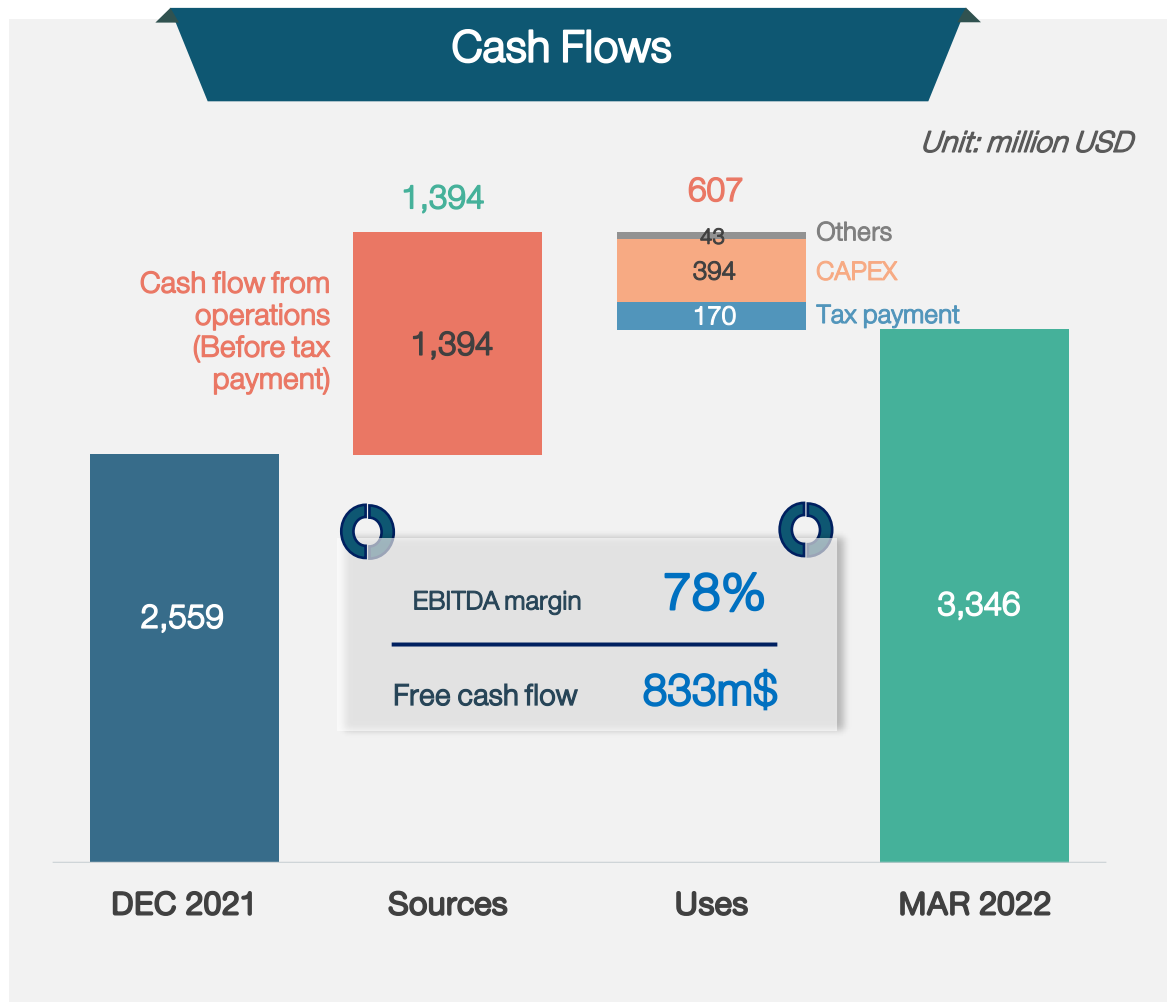 Cash Flows
Unit: million USD
1,394
607
Cash flow from
operations
(Before tax
payment)
1,394
43
Others
394
CAPEX
170
Tax payment
2,559
3,346
EBITDA margin
78%
Free cash flow
833m$
DEC 2021
Sources
Uses
MAR 2022